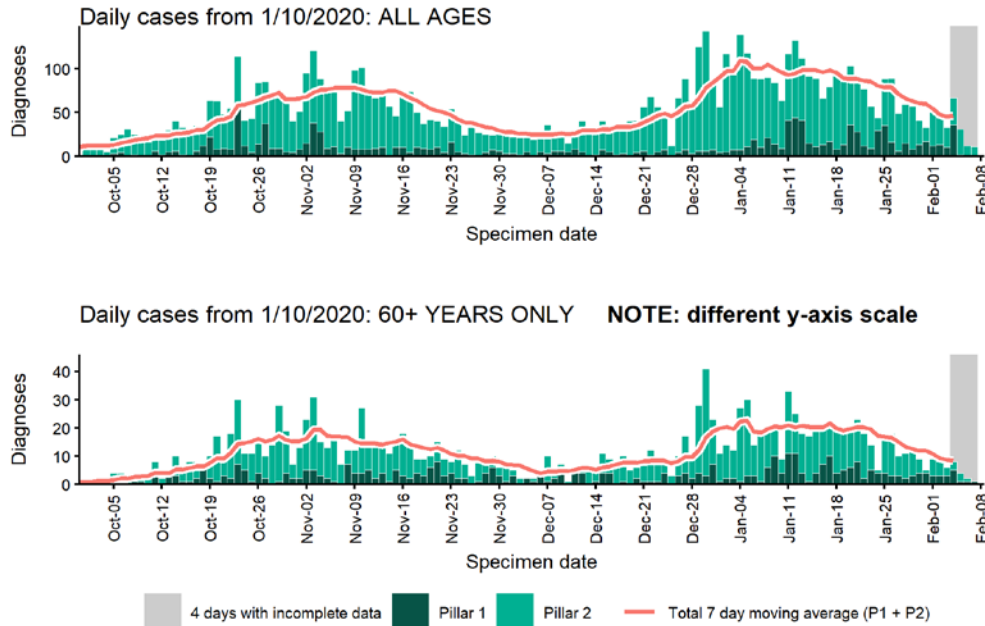 Daily cases from 1/10/2020: ALL AGES
Diagnoses
100
50
0
Oct-05 Oct-12 Oct-19 Oct-26 Nov-02 Nov-09 Nov-16 Nov-23 Nov-30 Dec-07 Dec-14 Dec-21 Dec-28 Jan-04 Jan-11 Jan-18 Jan-25 Feb-01 Feb-08
Specimen date
Daily cases from 1/10/2020: 60+ YEARS ONLY NOTE: different y-axis scale
Diagnoses
40
30
20
10
0
Oct-05 Oct-12 Oct-19 Oct-26 Nov-02 Nov-09 Nov-16 Nov-23 Nov-30 Dec-07 Dec-14 Dec-21 Dec-28 Jan-04 Jan-11 Jan-18 Jan-25 Feb-01 Feb-08
Specimen date
4 days with incomplete data Pillar 1 Pillar 2 Total 7 day moving average (P1 + P2)